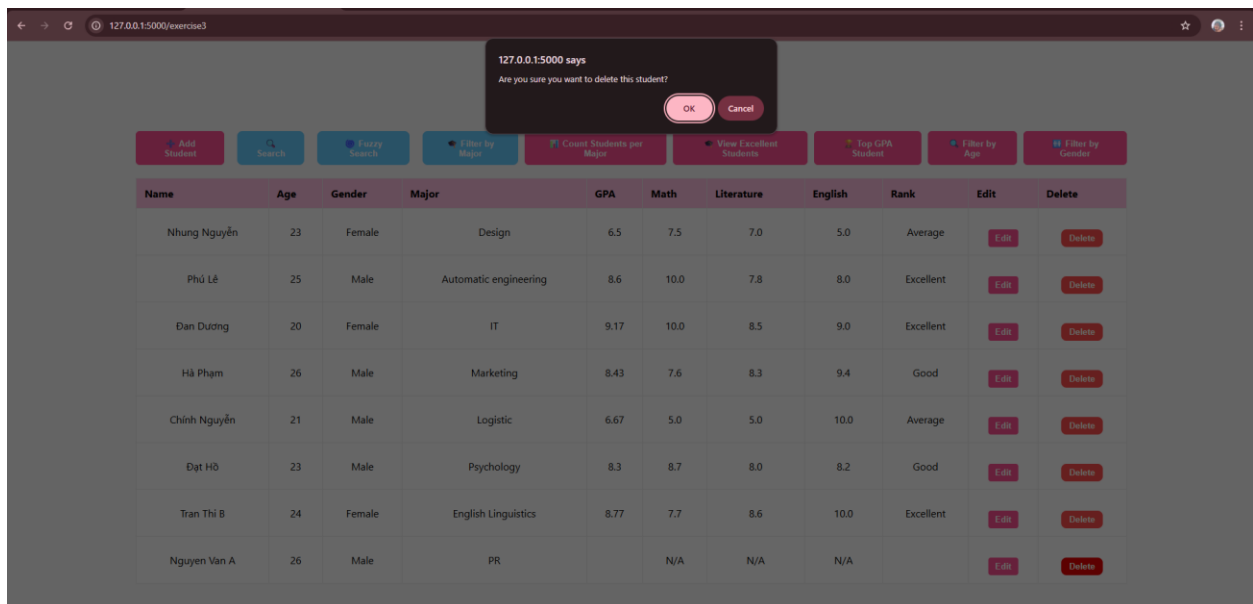 127.0.0.1:5000/exercise3
127.0.0.1:5000 says
Are you sure you want to delete this student?
OK Cancel
Add Student Search Fuzzy Search Filter by Major Count Students per Major View Excellent Students Top GPA Student Filter by Age Filter by Gender
Name Age Gender Major GPA Math Literature English Rank Edit Delete
Nhung Nguyễn 23 Female Design 6.5 7.5 7.0 5.0 Average Edit Delete
Phú Lê 25 Male Automatic engineering 8.6 10.0 7.8 8.0 Excellent Edit Delete
Đan Dương 20 Female IT 9.17 10.0 8.5 9.0 Excellent Edit Delete
Hà Phạm 26 Male Marketing 8.43 7.6 8.3 9.4 Good Edit Delete
Chính Nguyễn 21 Male Logistic 6.67 5.0 5.0 10.0 Average Edit Delete
Đạt Hồ 23 Male Psychology 8.3 8.7 8.0 8.2 Good Edit Delete
Tran Thi B 24 Female English Linguistics 8.77 7.7 8.6 10.0 Excellent Edit Delete
Nguyen Van A 26 Male PR N/A N/A N/A Edit Delete